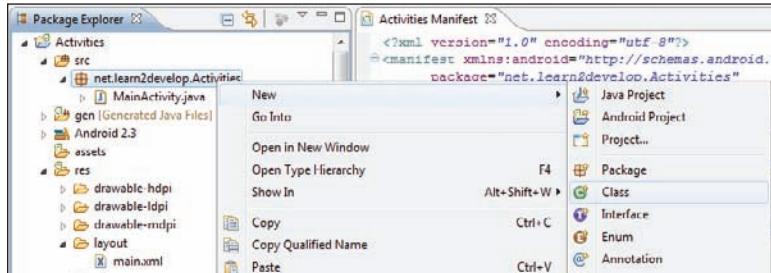 Package Explorer
Activities
src
net.learn2develop.Activities
MainActivity.java
gen [Generated Java Files]
Android 2.3
assets
res
drawable-hdpi
drawable-ldpi
drawable-mdpi
layout
main.xml
Activities Manifest
<?xml version="1.0" encoding="utf-8"?>
<manifest xmlns:android="http://schemas.android.
package="net.learn2develop.Activities"
New
Go Into
Open in New Window
Open Type Hierarchy F4
Show In Alt+Shift+W
Copy Ctrl+C
Copy Qualified Name
Paste Ctrl+V
Java Project
Android Project
Project...
Package
Class
Interface
Enum
Annotation